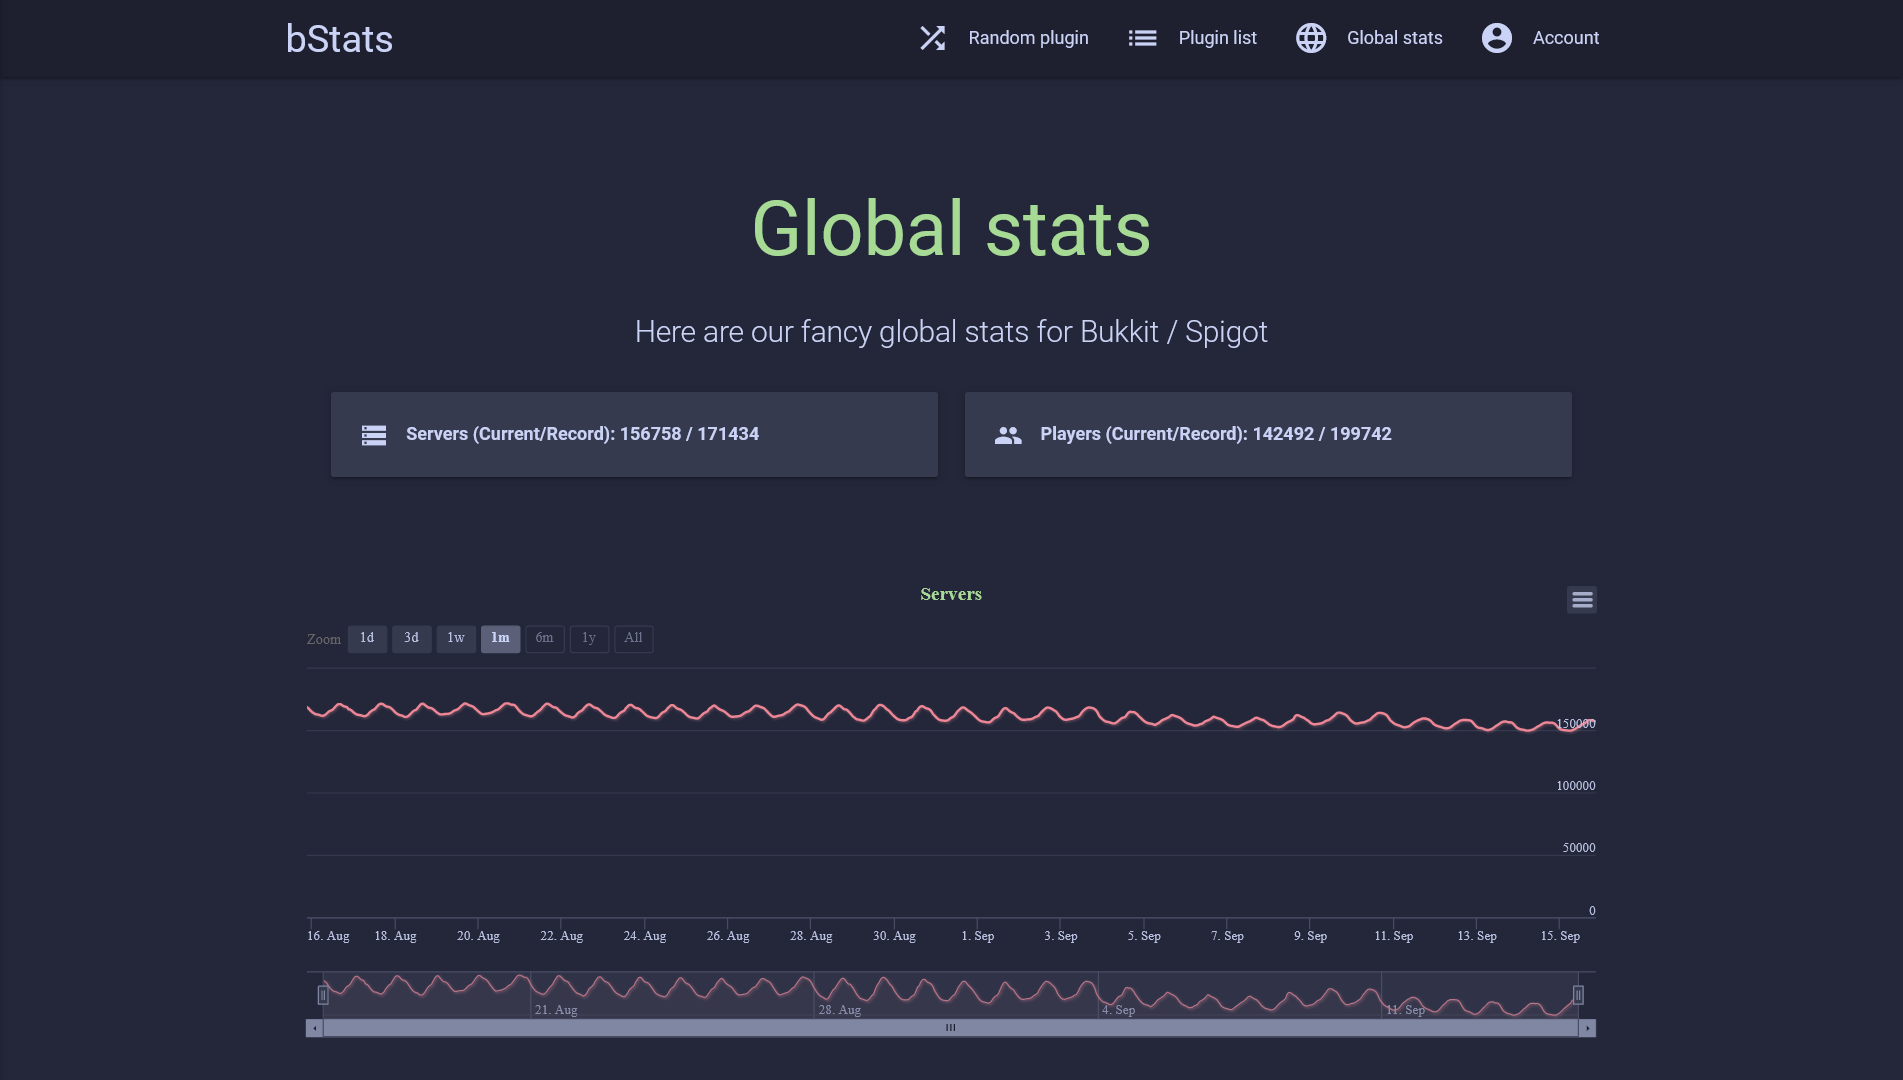 bStats
Random plugin
Plugin list
Global stats
Account
Global stats
Here are our fancy global stats for Bukkit / Spigot
Servers (Current/Record): 156758 / 171434
Players (Current/Record): 142492 / 199742
Servers
Zoom 1d 3d 1w 1m 6m 1y All
150000
100000
50000
0
16. Aug 18. Aug 20. Aug 22. Aug 24. Aug 26. Aug 28. Aug 30. Aug 1. Sep 3. Sep 5. Sep 7. Sep 9. Sep 11. Sep 13. Sep 15. Sep
21. Aug 28. Aug 4. Sep 11. Sep